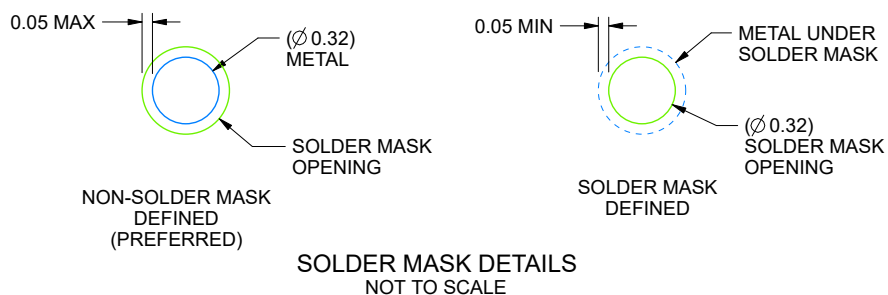 0.05 MAX
(Ø 0.32)
METAL
SOLDER MASK
OPENING
NON-SOLDER MASK
DEFINED
(PREFERRED)
0.05 MIN
METAL UNDER
SOLDER MASK
(Ø 0.32)
SOLDER MASK
OPENING
SOLDER MASK
DEFINED
SOLDER MASK DETAILS
NOT TO SCALE